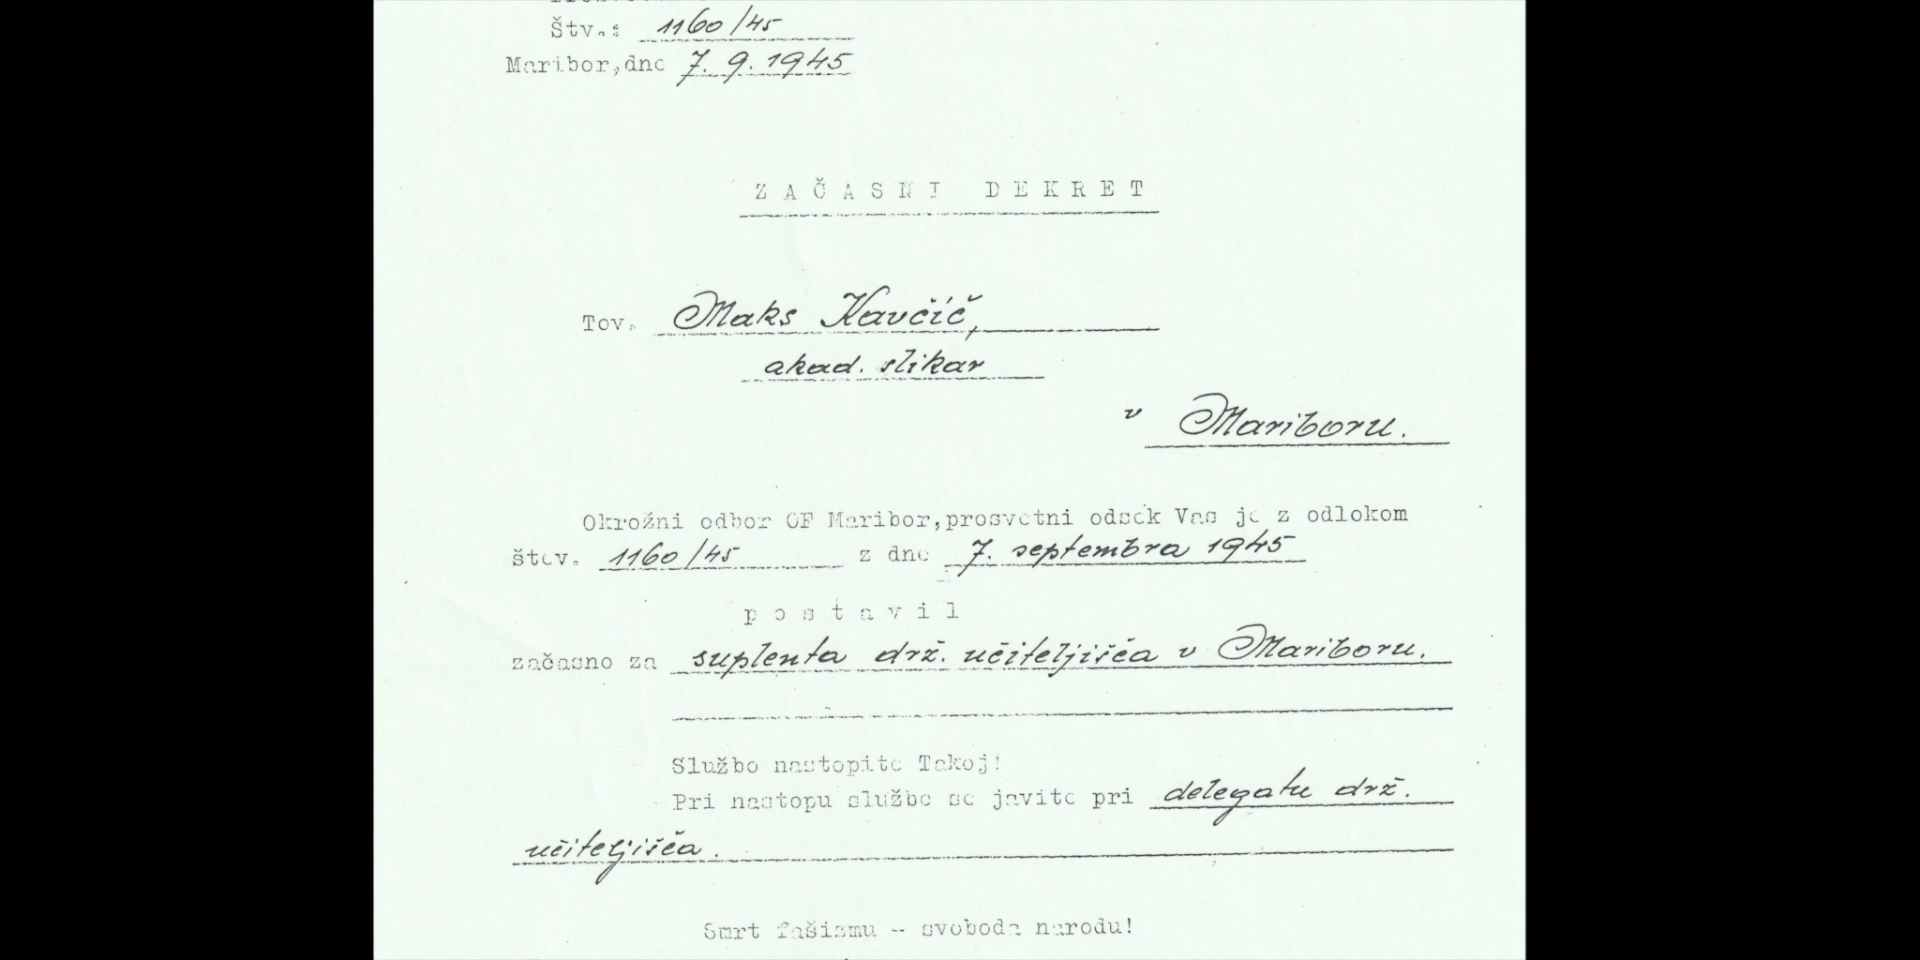 Štv.: 1160/45
Maribor,dne 7. 9. 1945
ZAČASNI DEKRET
Tov. Maks Kavčič,
akad. slikar
v Mariboru.
Okrožni odbor OF Maribor,prosvetni odsek Vas je z odlokom
štev. 1160/45 z dne 7. septembra 1945
postavil
začasno za suplenta drž. učiteljišča v Mariboru.
Službo nastopite Takoj!
Pri nastopu službe se javite pri delegatu drž.
učiteljišča.
Smrt fašizmu - svoboda narodu!